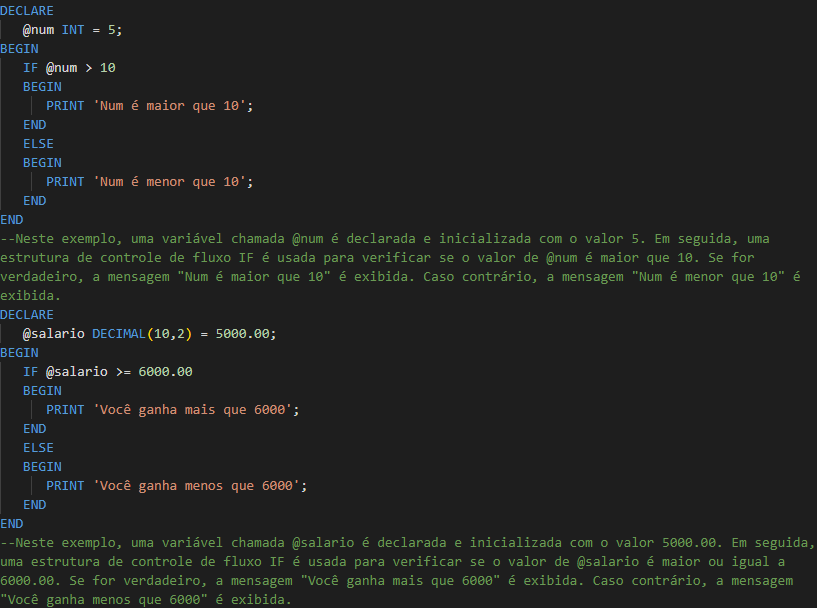 DECLARE
@num INT = 5;
BEGIN
IF @num > 10
BEGIN
PRINT 'Num é maior que 10';
END
ELSE
BEGIN
PRINT 'Num é menor que 10';
END
END
--Neste exemplo, uma variável chamada @num é declarada e inicializada com o valor 5. Em seguida, uma
estrutura de controle de fluxo IF é usada para verificar se o valor de @num é maior que 10. Se for
verdadeiro, a mensagem "Num é maior que 10" é exibida. Caso contrário, a mensagem "Num é menor que 10" é
exibida.
DECLARE
@salario DECIMAL(10,2) = 5000.00;
BEGIN
IF @salario >= 6000.00
BEGIN
PRINT 'Você ganha mais que 6000';
END
ELSE
BEGIN
PRINT 'Você ganha menos que 6000';
END
END
--Neste exemplo, uma variável chamada @salario é declarada e inicializada com o valor 5000.00. Em seguida,
uma estrutura de controle de fluxo IF é usada para verificar se o valor de @salario é maior ou igual a
6000.00. Se for verdadeiro, a mensagem "Você ganha mais que 6000" é exibida. Caso contrário, a mensagem
"Você ganha menos que 6000" é exibida.